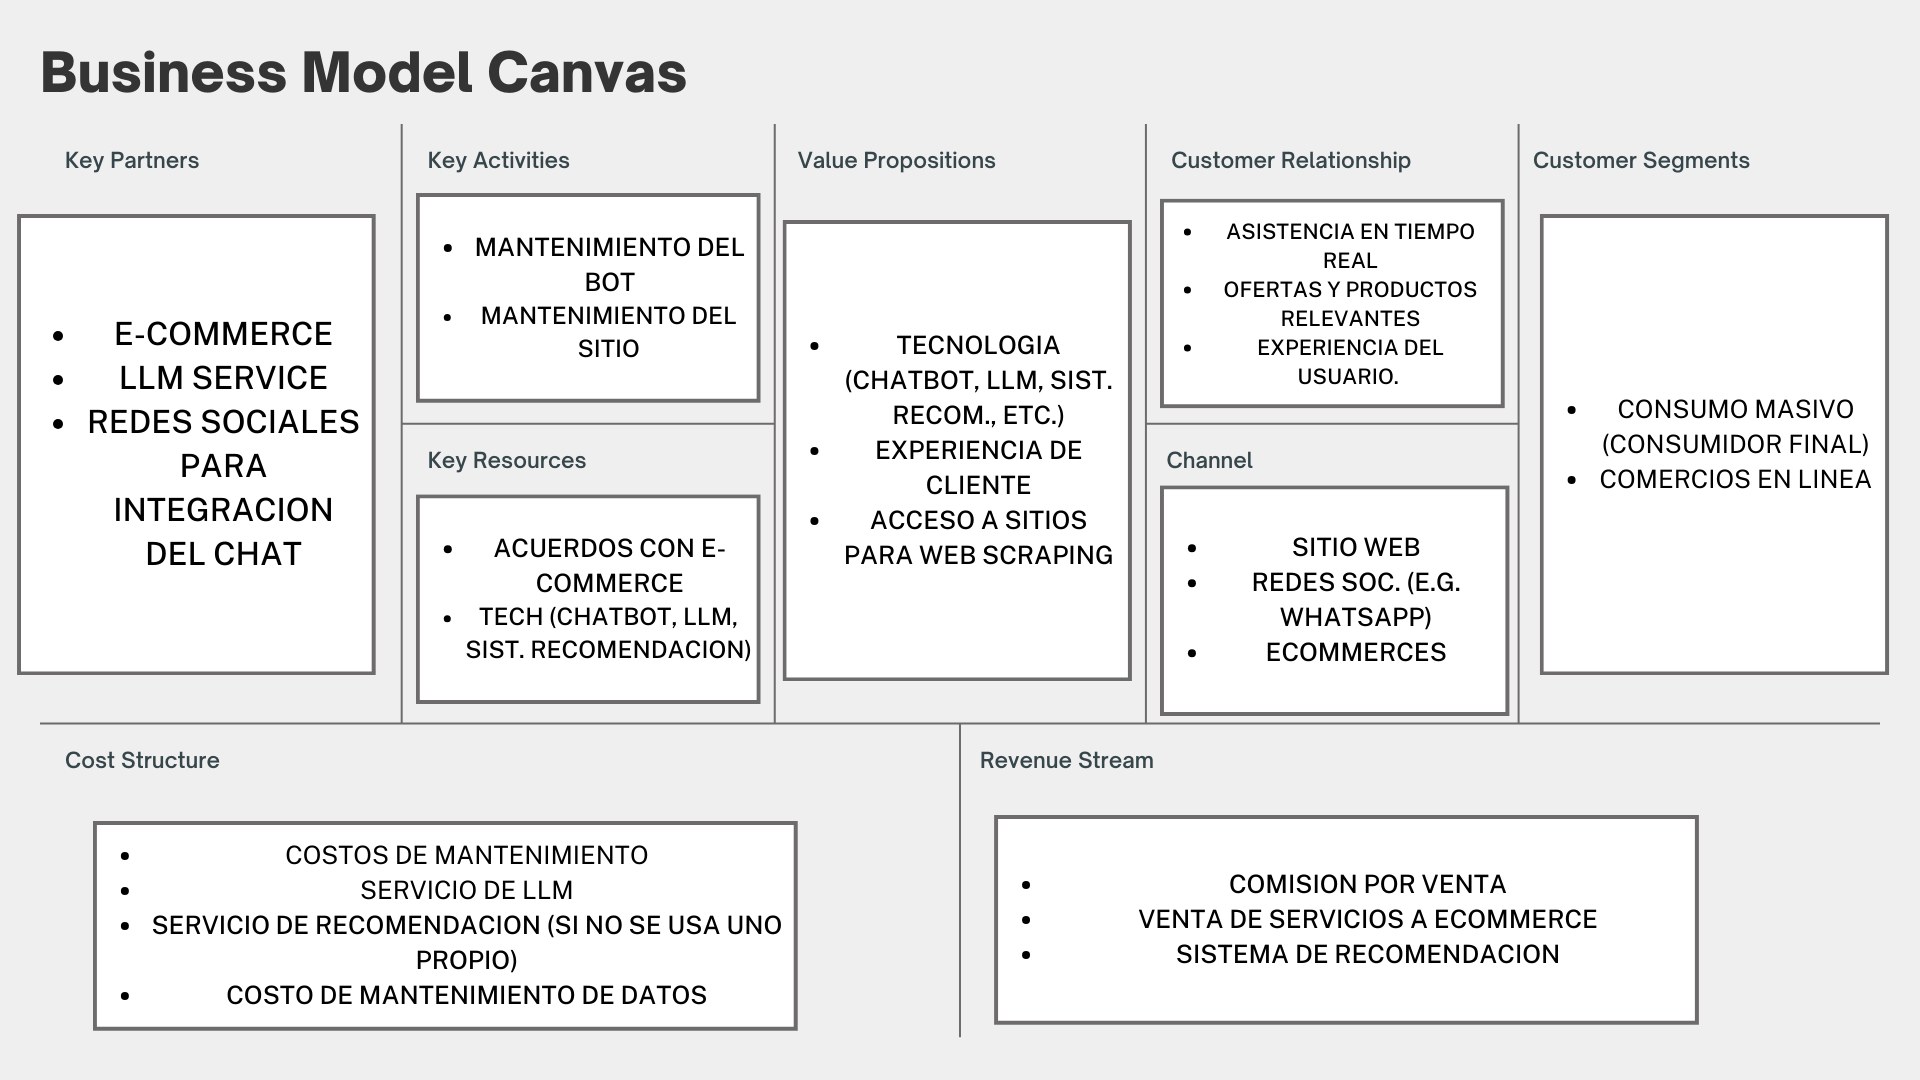 Business Model Canvas
Key Partners
• E-COMMERCE
• LLM SERVICE
• REDES SOCIALES
PARA
INTEGRACION
DEL CHAT
Key Activities
• MANTENIMIENTO DEL
BOT
• MANTENIMIENTO DEL
SITIO
Key Resources
• ACUERDOS CON E-
COMMERCE
• TECH (CHATBOT, LLM,
SIST. RECOMENDACION)
Value Propositions
• TECNOLOGIA
(CHATBOT, LLM, SIST.
RECOM., ETC.)
• EXPERIENCIA DE
CLIENTE
• ACCESO A SITIOS
PARA WEB SCRAPING
Customer Relationship
• ASISTENCIA EN TIEMPO
REAL
• OFERTAS Y PRODUCTOS
RELEVANTES
• EXPERIENCIA DEL
USUARIO.
Channel
• SITIO WEB
• REDES SOC. (E.G.
WHATSAPP)
• ECOMMERCES
Customer Segments
• CONSUMO MASIVO
(CONSUMIDOR FINAL)
• COMERCIOS EN LINEA
Cost Structure
• COSTOS DE MANTENIMIENTO
• SERVICIO DE LLM
• SERVICIO DE RECOMENDACION (SI NO SE USA UNO
PROPIO)
• COSTO DE MANTENIMIENTO DE DATOS
Revenue Stream
• COMISION POR VENTA
• VENTA DE SERVICIOS A ECOMMERCE
• SISTEMA DE RECOMENDACION